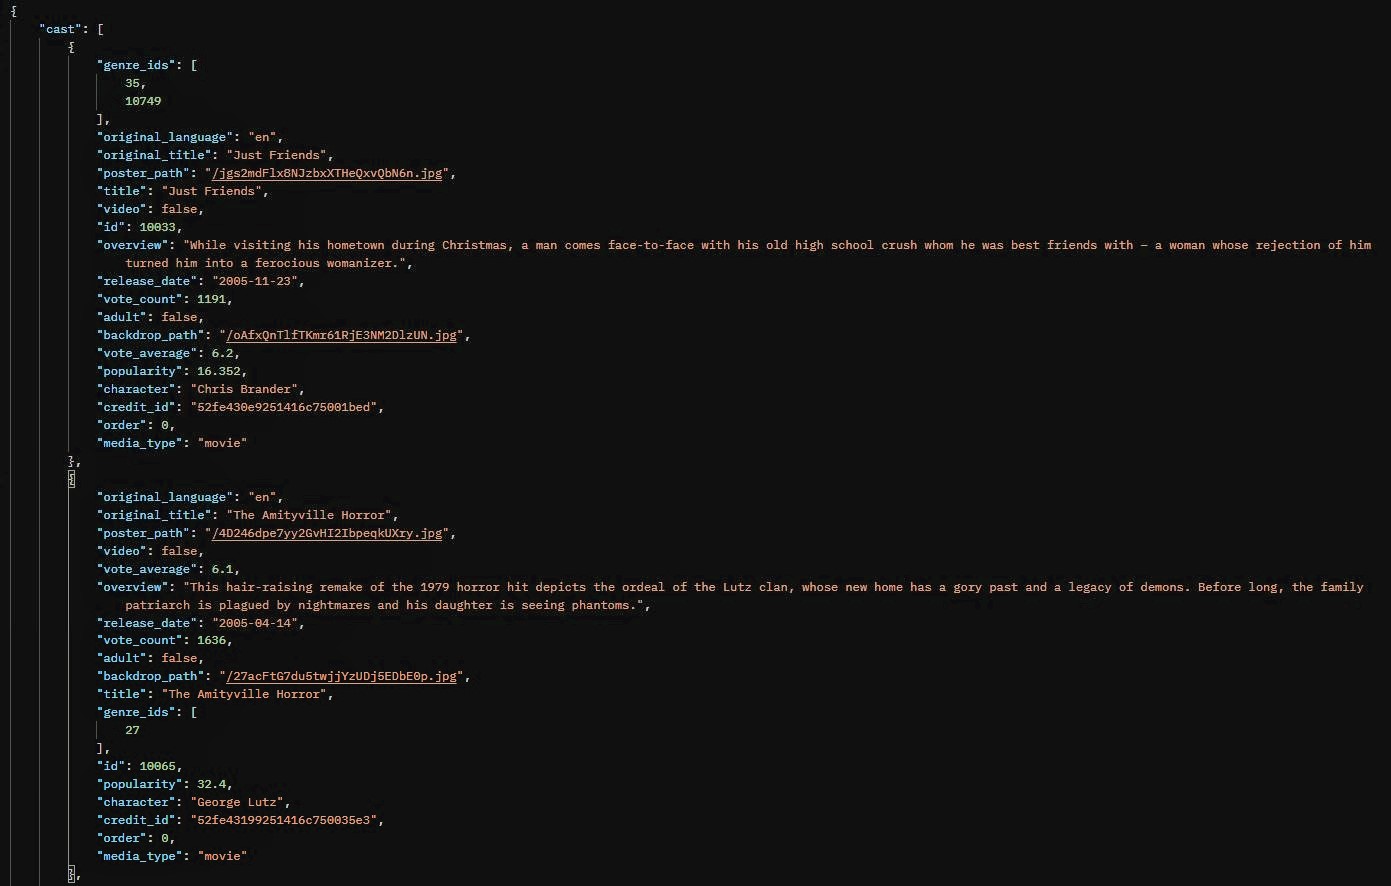 {
"cast": [
{
"genre_ids": [
35,
10749
],
"original_language": "en",
"original_title": "Just Friends",
"poster_path": "/jgs2mdFlx8NJzbxXTHeQxvQbN6n.jpg",
"title": "Just Friends",
"video": false,
"id": 10033,
"overview": "While visiting his hometown during Christmas, a man comes face-to-face with his old high school crush whom he was best friends with – a woman whose rejection of him
turned him into a ferocious womanizer.",
"release_date": "2005-11-23",
"vote_count": 1191,
"adult": false,
"backdrop_path": "/oAfxQnTlfTKmr61RjE3NM2DlzUN.jpg",
"vote_average": 6.2,
"popularity": 16.352,
"character": "Chris Brander",
"credit_id": "52fe430e9251416c75001bed",
"order": 0,
"media_type": "movie"
},
{
"original_language": "en",
"original_title": "The Amityville Horror",
"poster_path": "/4D246dpe7yy2GvHI2IbpeqkUXry.jpg",
"video": false,
"vote_average": 6.1,
"overview": "This hair-raising remake of the 1979 horror hit depicts the ordeal of the Lutz clan, whose new home has a gory past and a legacy of demons. Before long, the family
patriarch is plagued by nightmares and his daughter is seeing phantoms.",
"release_date": "2005-04-14",
"vote_count": 1636,
"adult": false,
"backdrop_path": "/27acFtG7du5twjjYzUDj5EDbE0p.jpg",
"title": "The Amityville Horror",
"genre_ids": [
27
],
"id": 10065,
"popularity": 32.4,
"character": "George Lutz",
"credit_id": "52fe43199251416c750035e3",
"order": 0,
"media_type": "movie"
},